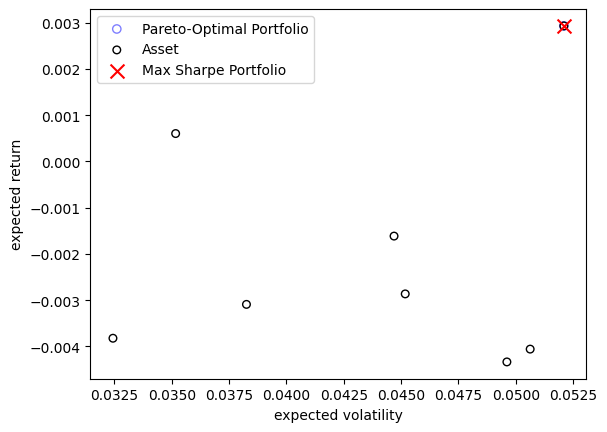 Pareto-Optimal Portfolio
Asset
Max Sharpe Portfolio
0.003
0.002
0.001
0.000
−0.001
−0.002
−0.003
−0.004
expected return
0.0325 0.0350 0.0375 0.0400 0.0425 0.0450 0.0475 0.0500 0.0525
expected volatility